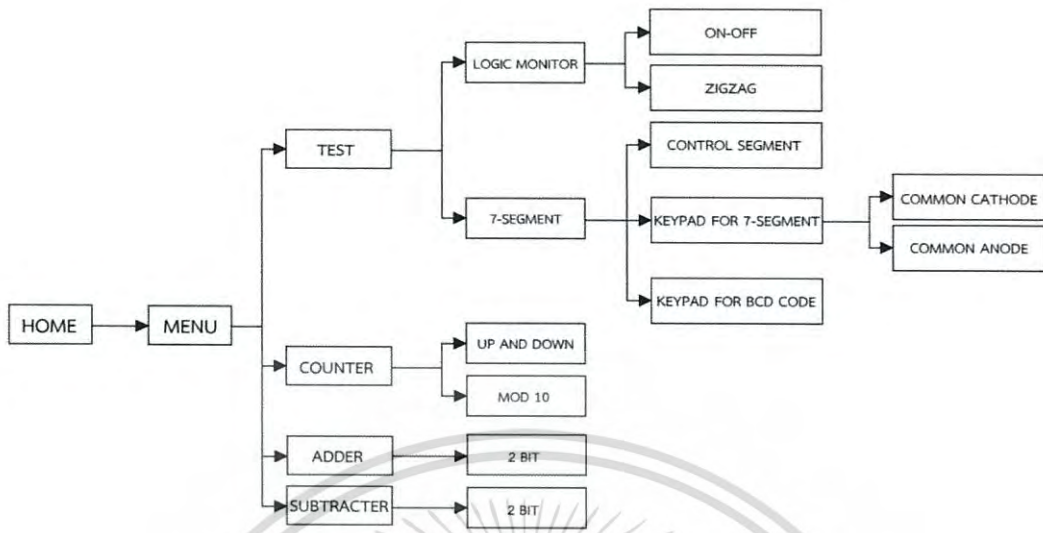 ON-OFF
LOGIC MONITOR
ZIGZAG
TEST
CONTROL SEGMENT
7-SEGMENT
KEYPAD FOR 7-SEGMENT
COMMON CATHODE
COMMON ANODE
KEYPAD FOR BCD CODE
HOME
MENU
UP AND DOWN
COUNTER
MOD 10
ADDER
2 BIT
SUBTRACTER
2 BIT